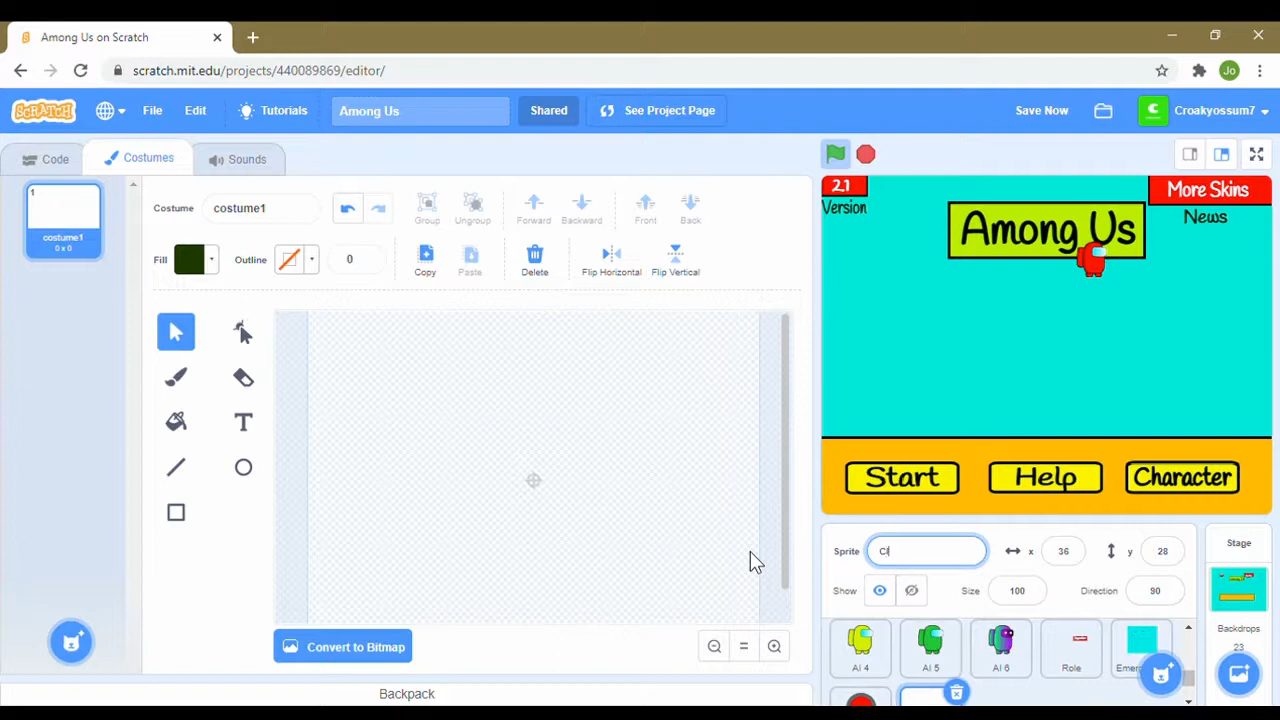 Among Us on Scratch
scratch.mit.edu/projects/440089869/editor/
Jo
SCRATCH
File
Edit
Tutorials
Among Us
Shared
See Project Page
Save Now
Croakyossum7
Code
Costumes
Sounds
1
costume1
0 x 0
Costume
costume1
Group
Ungroup
Forward
Backward
Front
Back
Fill
Outline
0
Copy
Paste
Delete
Flip Horizontal
Flip Vertical
T
Convert to Bitmap
Backpack
2.1
Version
More Skins
News
Among Us
Start
Help
Character
Sprite
Cl
x
36
y
28
Show
Size
100
Direction
90
AI 4
AI 5
AI 6
Role
Stage
Backdrops
23